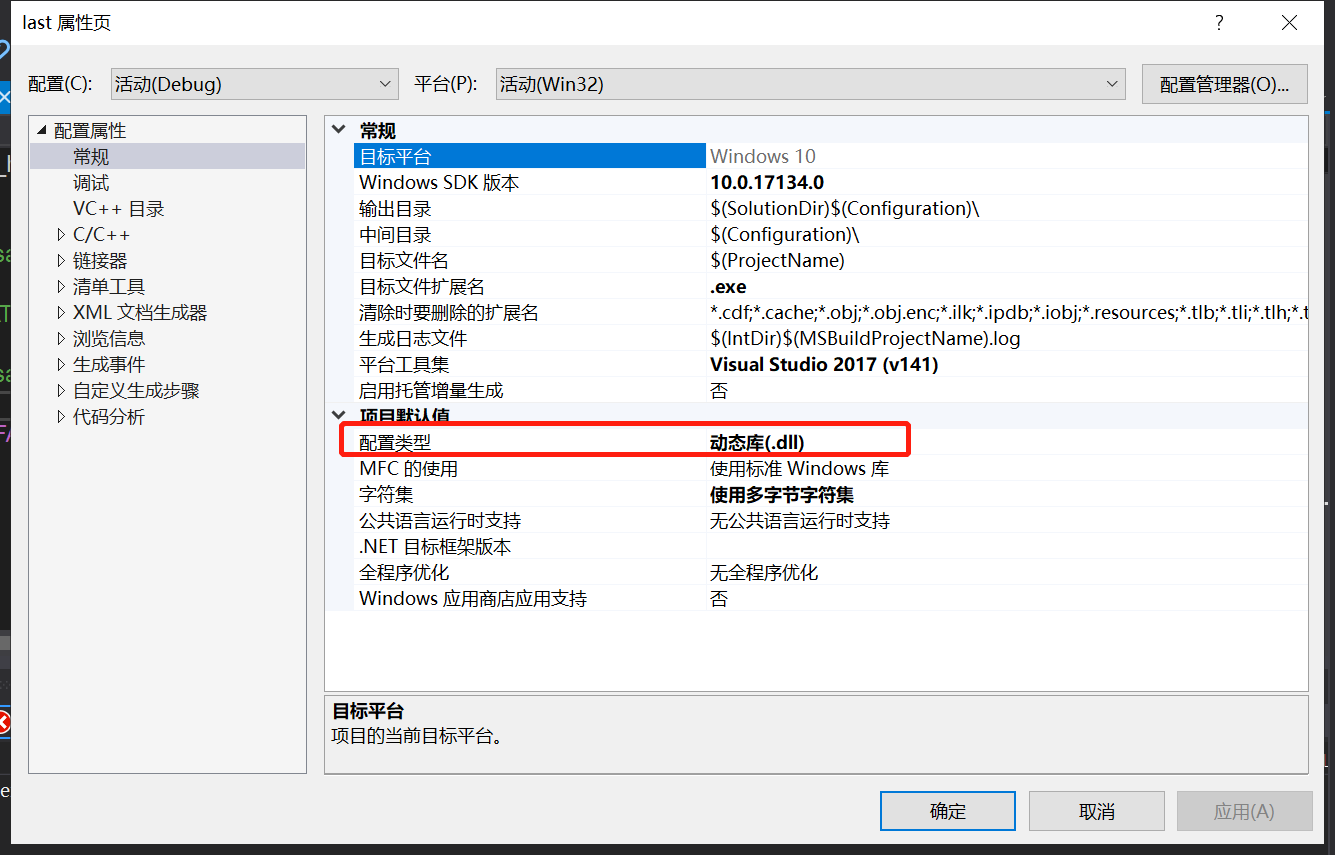 last 属性页
?
配置(C): 活动(Debug) 平台(P): 活动(Win32) 配置管理器(O)...
配置属性
常规
调试
VC++ 目录
C/C++
链接器
清单工具
XML 文档生成器
浏览信息
生成事件
自定义生成步骤
代码分析
常规
目标平台 Windows 10
Windows SDK 版本 10.0.17134.0
输出目录 $(SolutionDir)$(Configuration)\
中间目录 $(Configuration)\
目标文件名 $(ProjectName)
目标文件扩展名 .exe
清除时要删除的扩展名 *.cdf;*.cache;*.obj;*.obj.enc;*.ilk;*.ipdb;*.iobj;*.resources;*.tlb;*.tli;*.tlh;*.t
生成日志文件 $(IntDir)$(MSBuildProjectName).log
平台工具集 Visual Studio 2017 (v141)
启用托管增量生成 否
项目默认值
配置类型 动态库(.dll)
MFC 的使用 使用标准 Windows 库
字符集 使用多字节字符集
公共语言运行时支持 无公共语言运行时支持
.NET 目标框架版本
全程序优化 无全程序优化
Windows 应用商店应用支持 否
目标平台
项目的当前目标平台。
确定 取消 应用(A)